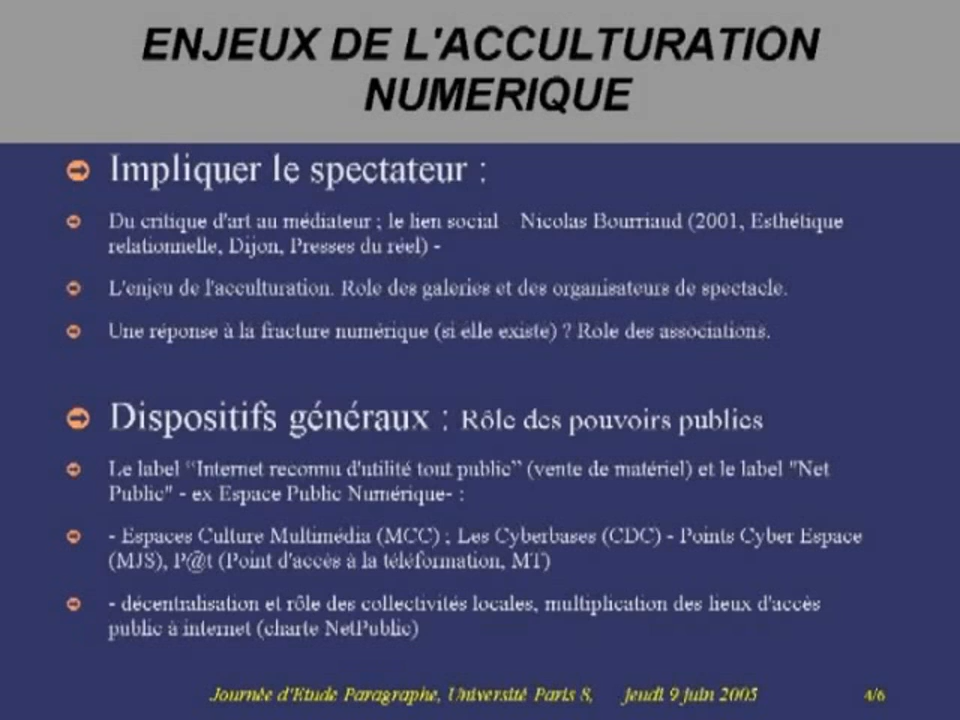 ENJEUX DE L'ACCULTURATION
NUMERIQUE
Impliquer le spectateur :
Du critique d'art au médiateur ; le lien social Nicolas Bourriaud (2001, Esthétique
relationnelle, Dijon, Presses du réel) -
L'enjeu de l'acculturation. Role des galeries et des organisateurs de spectacle.
Une réponse à la fracture numérique (si elle existe) ? Role des associations.
Dispositifs généraux : Rôle des pouvoirs publics
Le label “Internet reconnu d'utilité tout public” (vente de matériel) et le label "Net
Public" - ex Espace Public Numérique- :
- Espaces Culture Multimédia (MCC) ; Les Cyberbases (CDC) - Points Cyber Espace
(MJS), P@t (Point d'accès à la téléformation, MT)
- décentralisation et rôle des collectivités locales, multiplication des lieux d'accès
public à internet (charte NetPublic)
Journée d'Etude Paragraphe, Université Paris 8, Jeudi 9 Juin 2005 4/6